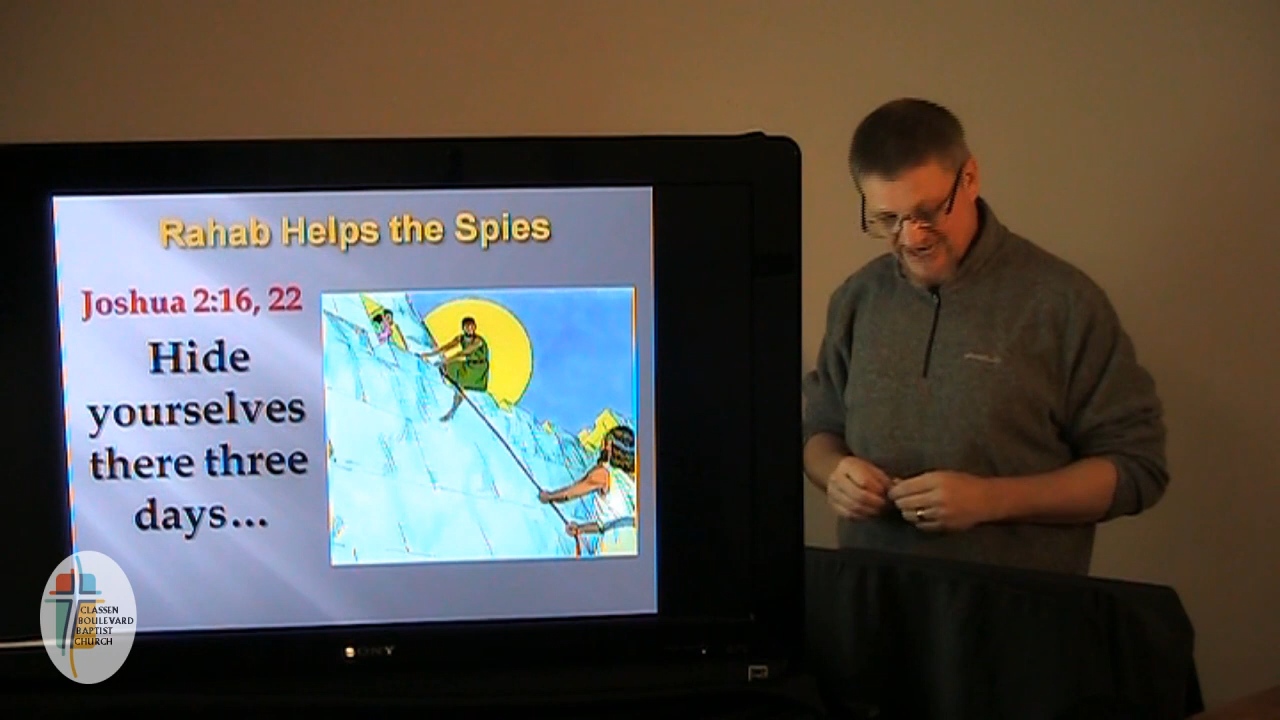 Rahab Helps the Spies
Joshua 2:16, 22
Hide
yourselves
there three
days...
SONY
CLASSEN
BOULEVARD
BAPTIST
CHURCH